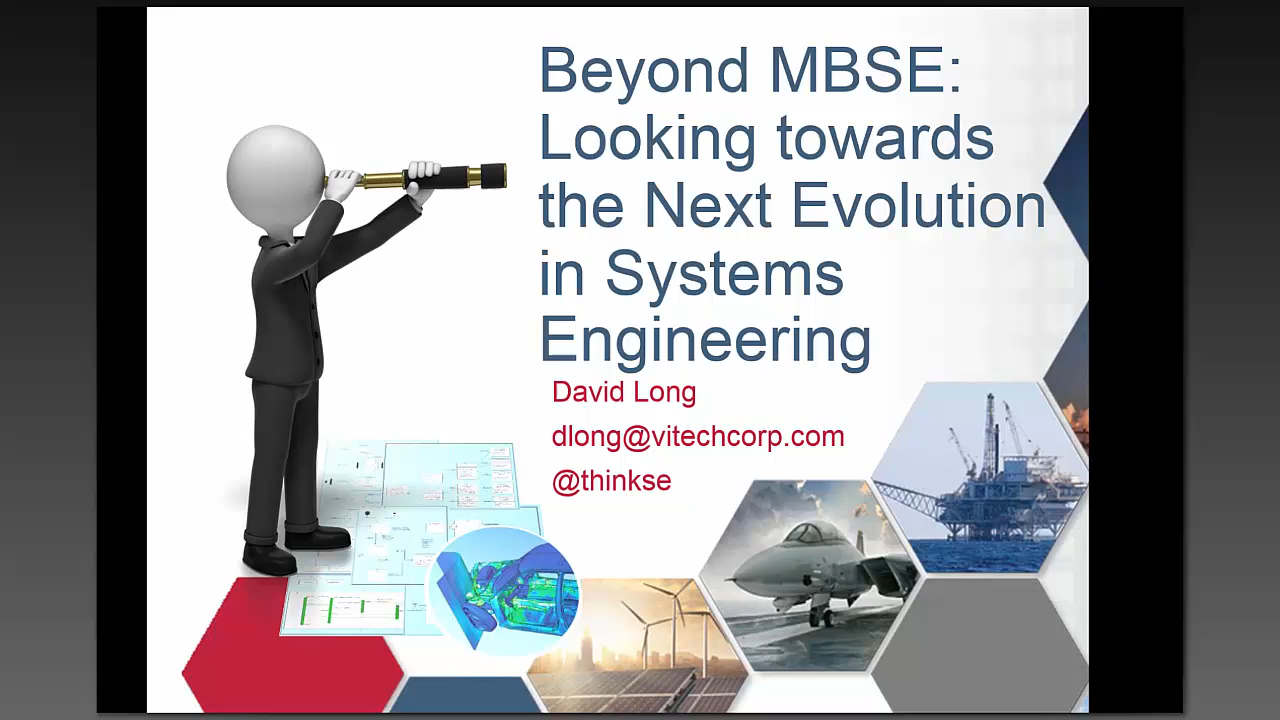 Beyond MBSE:
Looking towards
the Next Evolution
in Systems
Engineering
David Long
dlong@vitechcorp.com
@thinkse